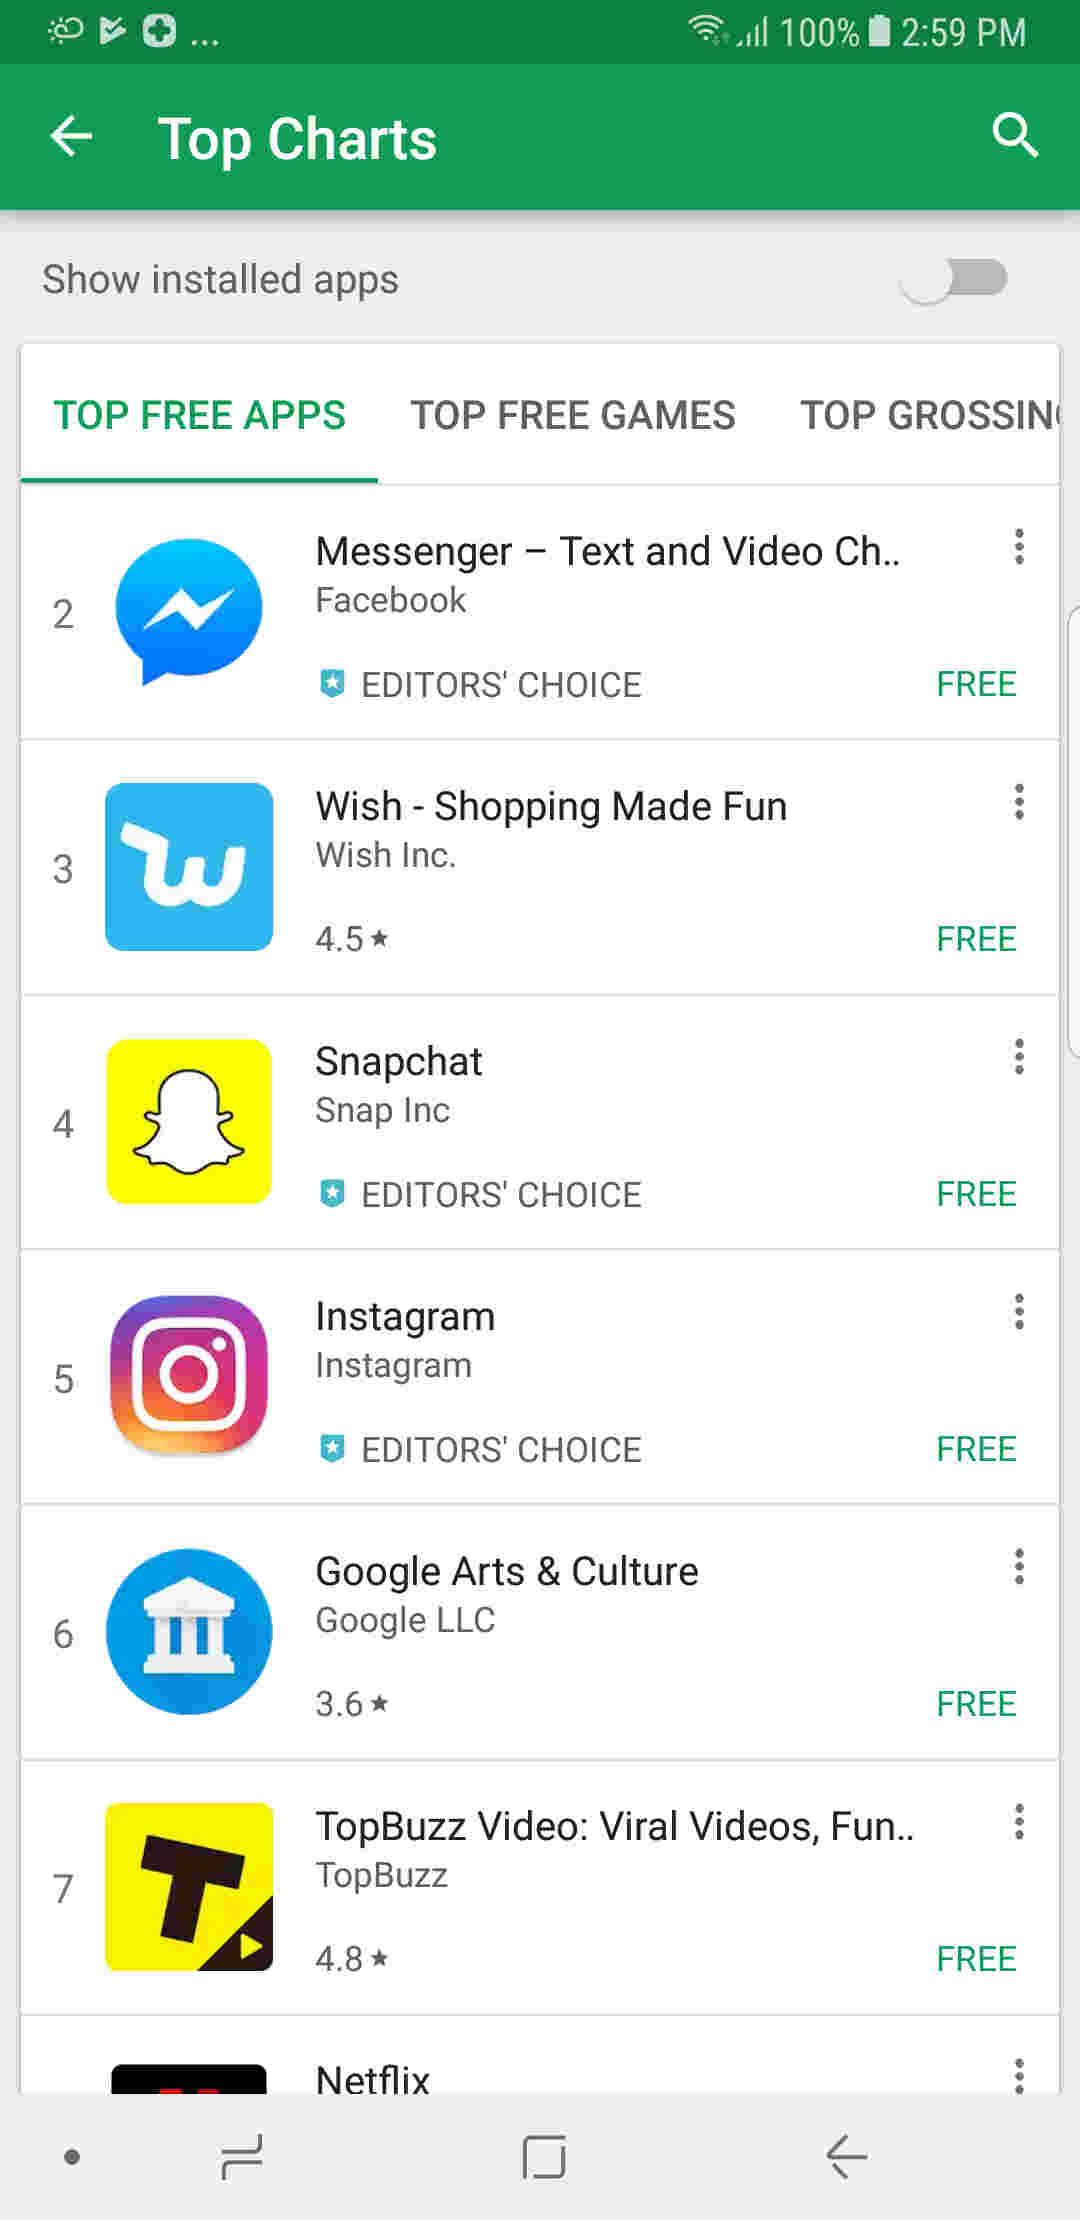 ... 100% 2:59 PM
Top Charts
Show installed apps
TOP FREE APPS TOP FREE GAMES TOP GROSSING
2
Messenger – Text and Video Ch..
Facebook
EDITORS' CHOICE FREE
3
Wish - Shopping Made Fun
Wish Inc.
4.5★ FREE
4
Snapchat
Snap Inc
EDITORS' CHOICE FREE
5
Instagram
Instagram
EDITORS' CHOICE FREE
6
Google Arts & Culture
Google LLC
3.6★ FREE
7
TopBuzz Video: Viral Videos, Fun..
TopBuzz
4.8★ FREE
Netflix